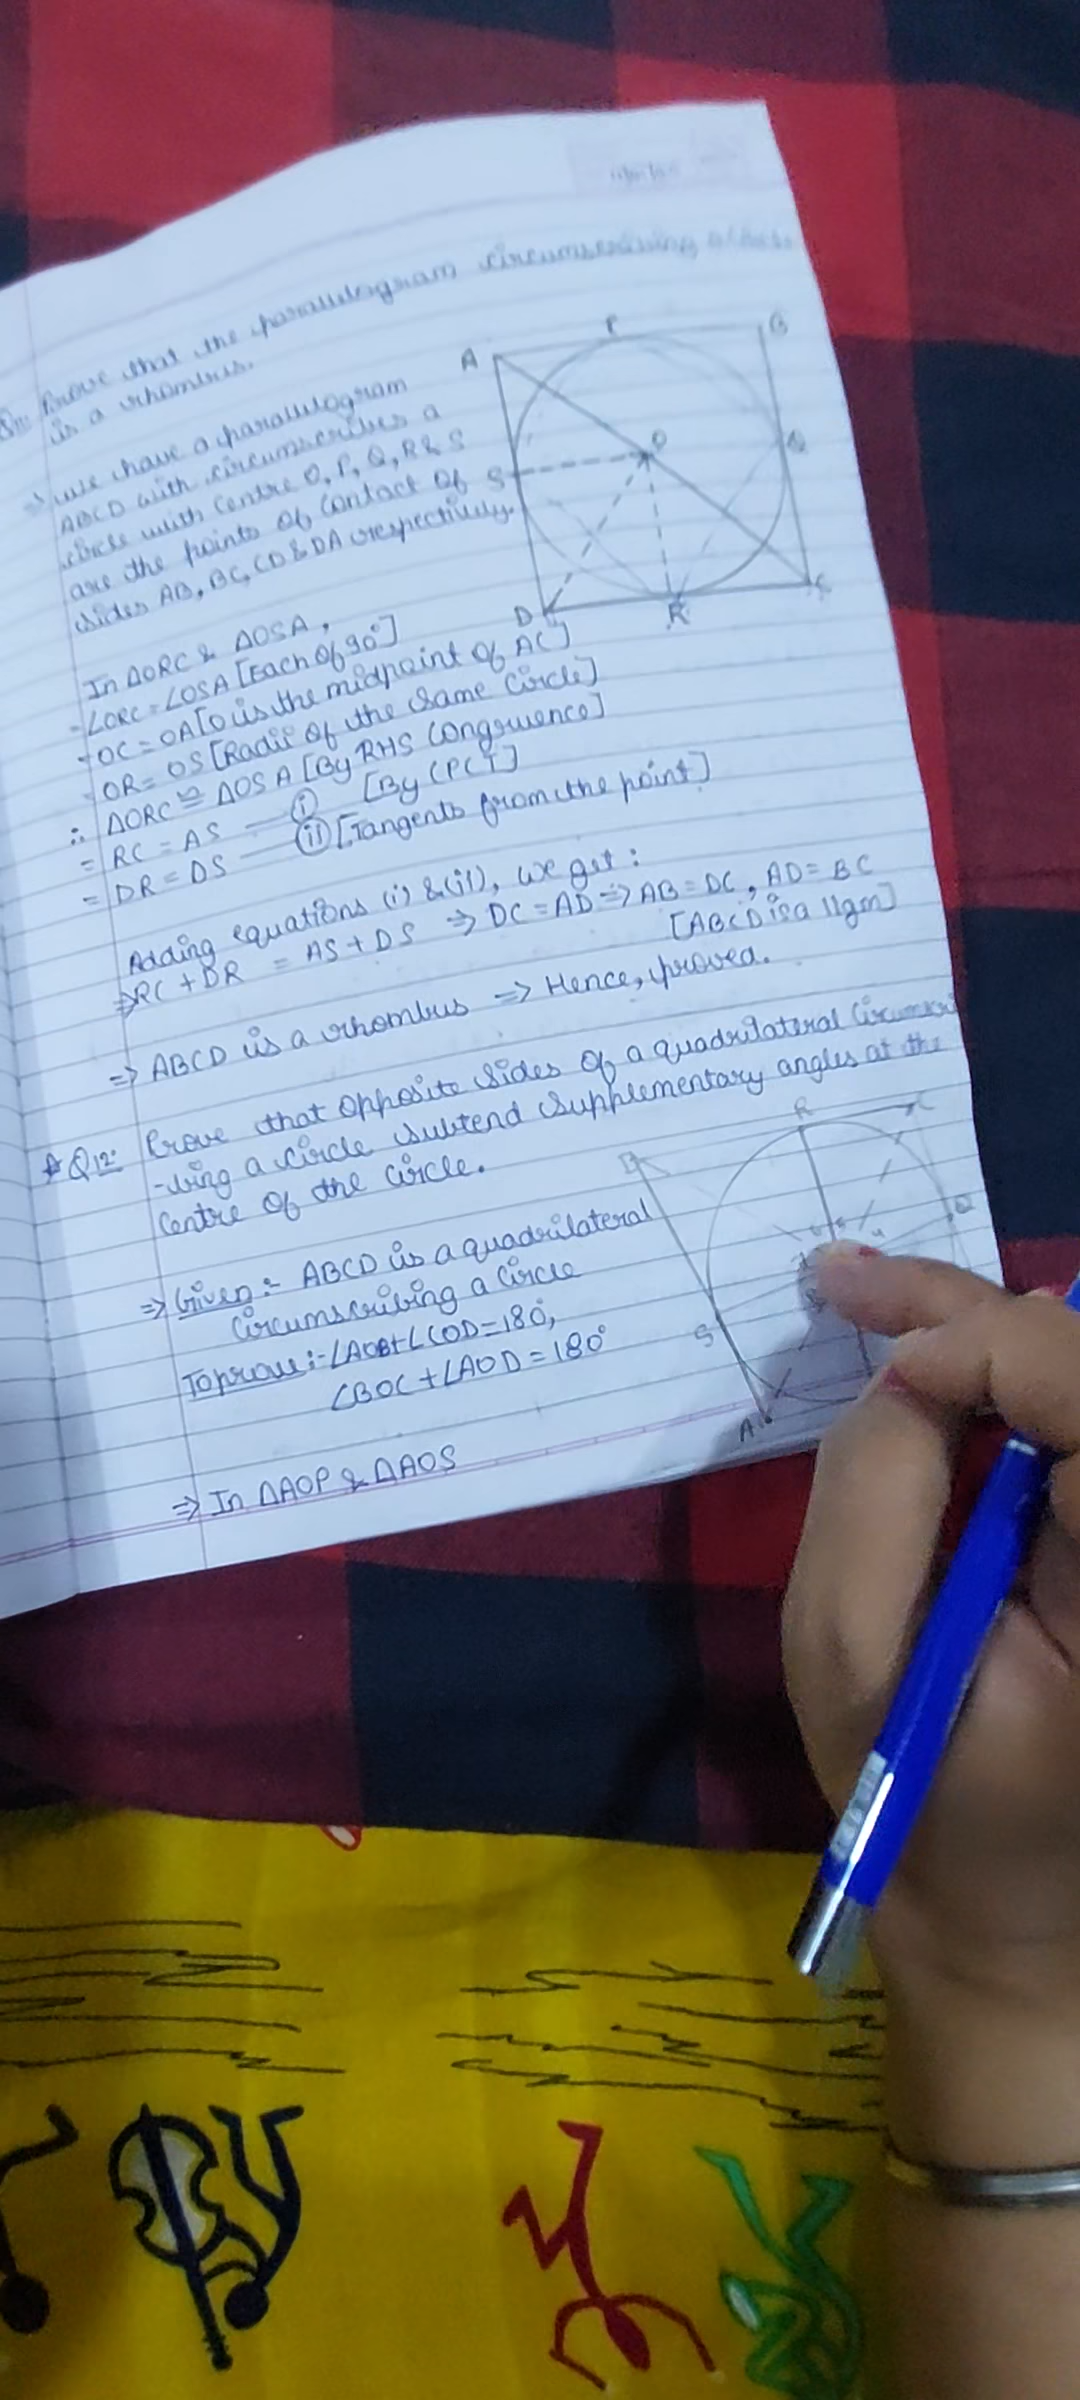 Prove that the parallelogram circumscribing
is a rhombus.
⇒ We have a parallelogram
ABCD with circumscribes a
circle with centre O, P, Q, R & S
are the points of contact of
sides AB, BC, CD & DA respectively.
A
P
B
O
Q
S
D
R
C
In ΔORC & ΔOSA,
∠ORC = ∠OSA [Each of 90°]
OC = OA [O is the midpoint of AC]
OR = OS [Radii of the same circle]
∴ ΔORC ≅ ΔOSA [By RHS Congruence]
= RC = AS — (i) [By CPCT]
= DR = DS — (ii) [Tangents from the point]
Adding equations (i) & (ii), we get:
⇒ RC + DR = AS + DS ⇒ DC = AD ⇒ AB = DC, AD = BC
[ABCD is a llgm]
⇒ ABCD is a rhombus ⇒ Hence, proved.
Q12. Prove that opposite sides of a quadrilateral circumscri
-bing a circle subtend supplementary angles at the
centre of the circle.
R
C
Q
S
A
⇒ Given:- ABCD is a quadrilateral
circumscribing a circle
To prove:- ∠AOB + ∠COD = 180°,
∠BOC + ∠AOD = 180°
⇒ In ΔAOP & ΔAOS